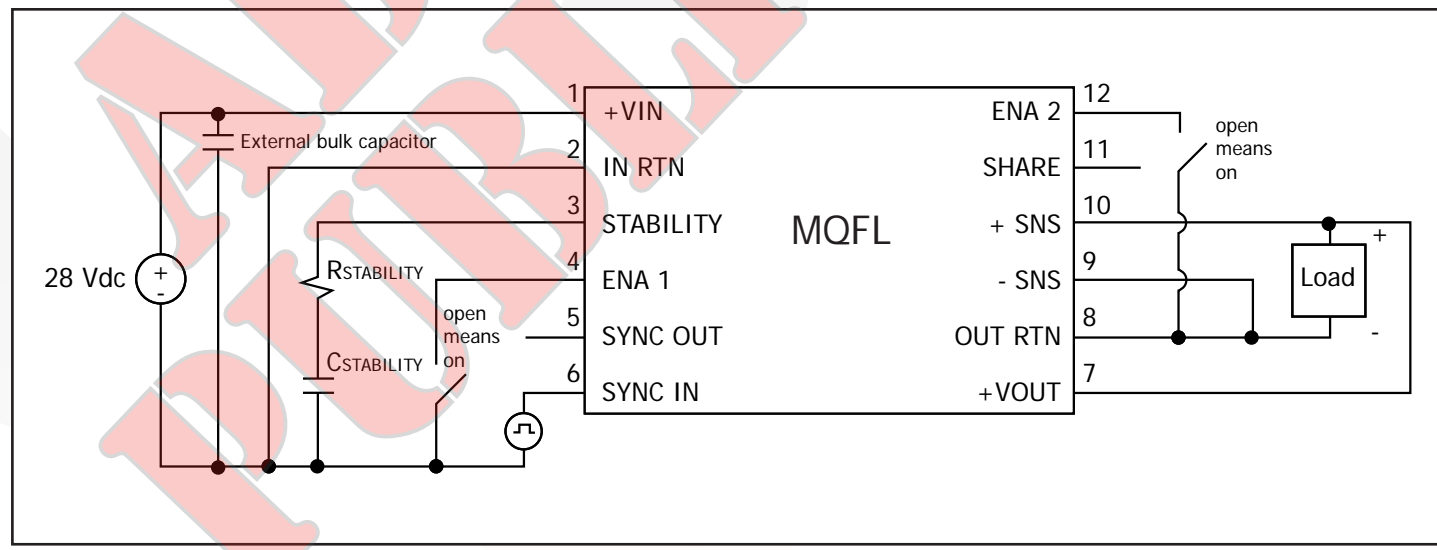 1
+VIN
External bulk capacitor
2
IN RTN
3
STABILITY
RSTABILITY
4
ENA 1
28 Vdc
+
-
open
means
on
5
SYNC OUT
CSTABILITY
6
SYNC IN
MQFL
12
ENA 2
open
means
on
11
SHARE
10
+ SNS
9
- SNS
8
OUT RTN
7
+VOUT
+
Load
-